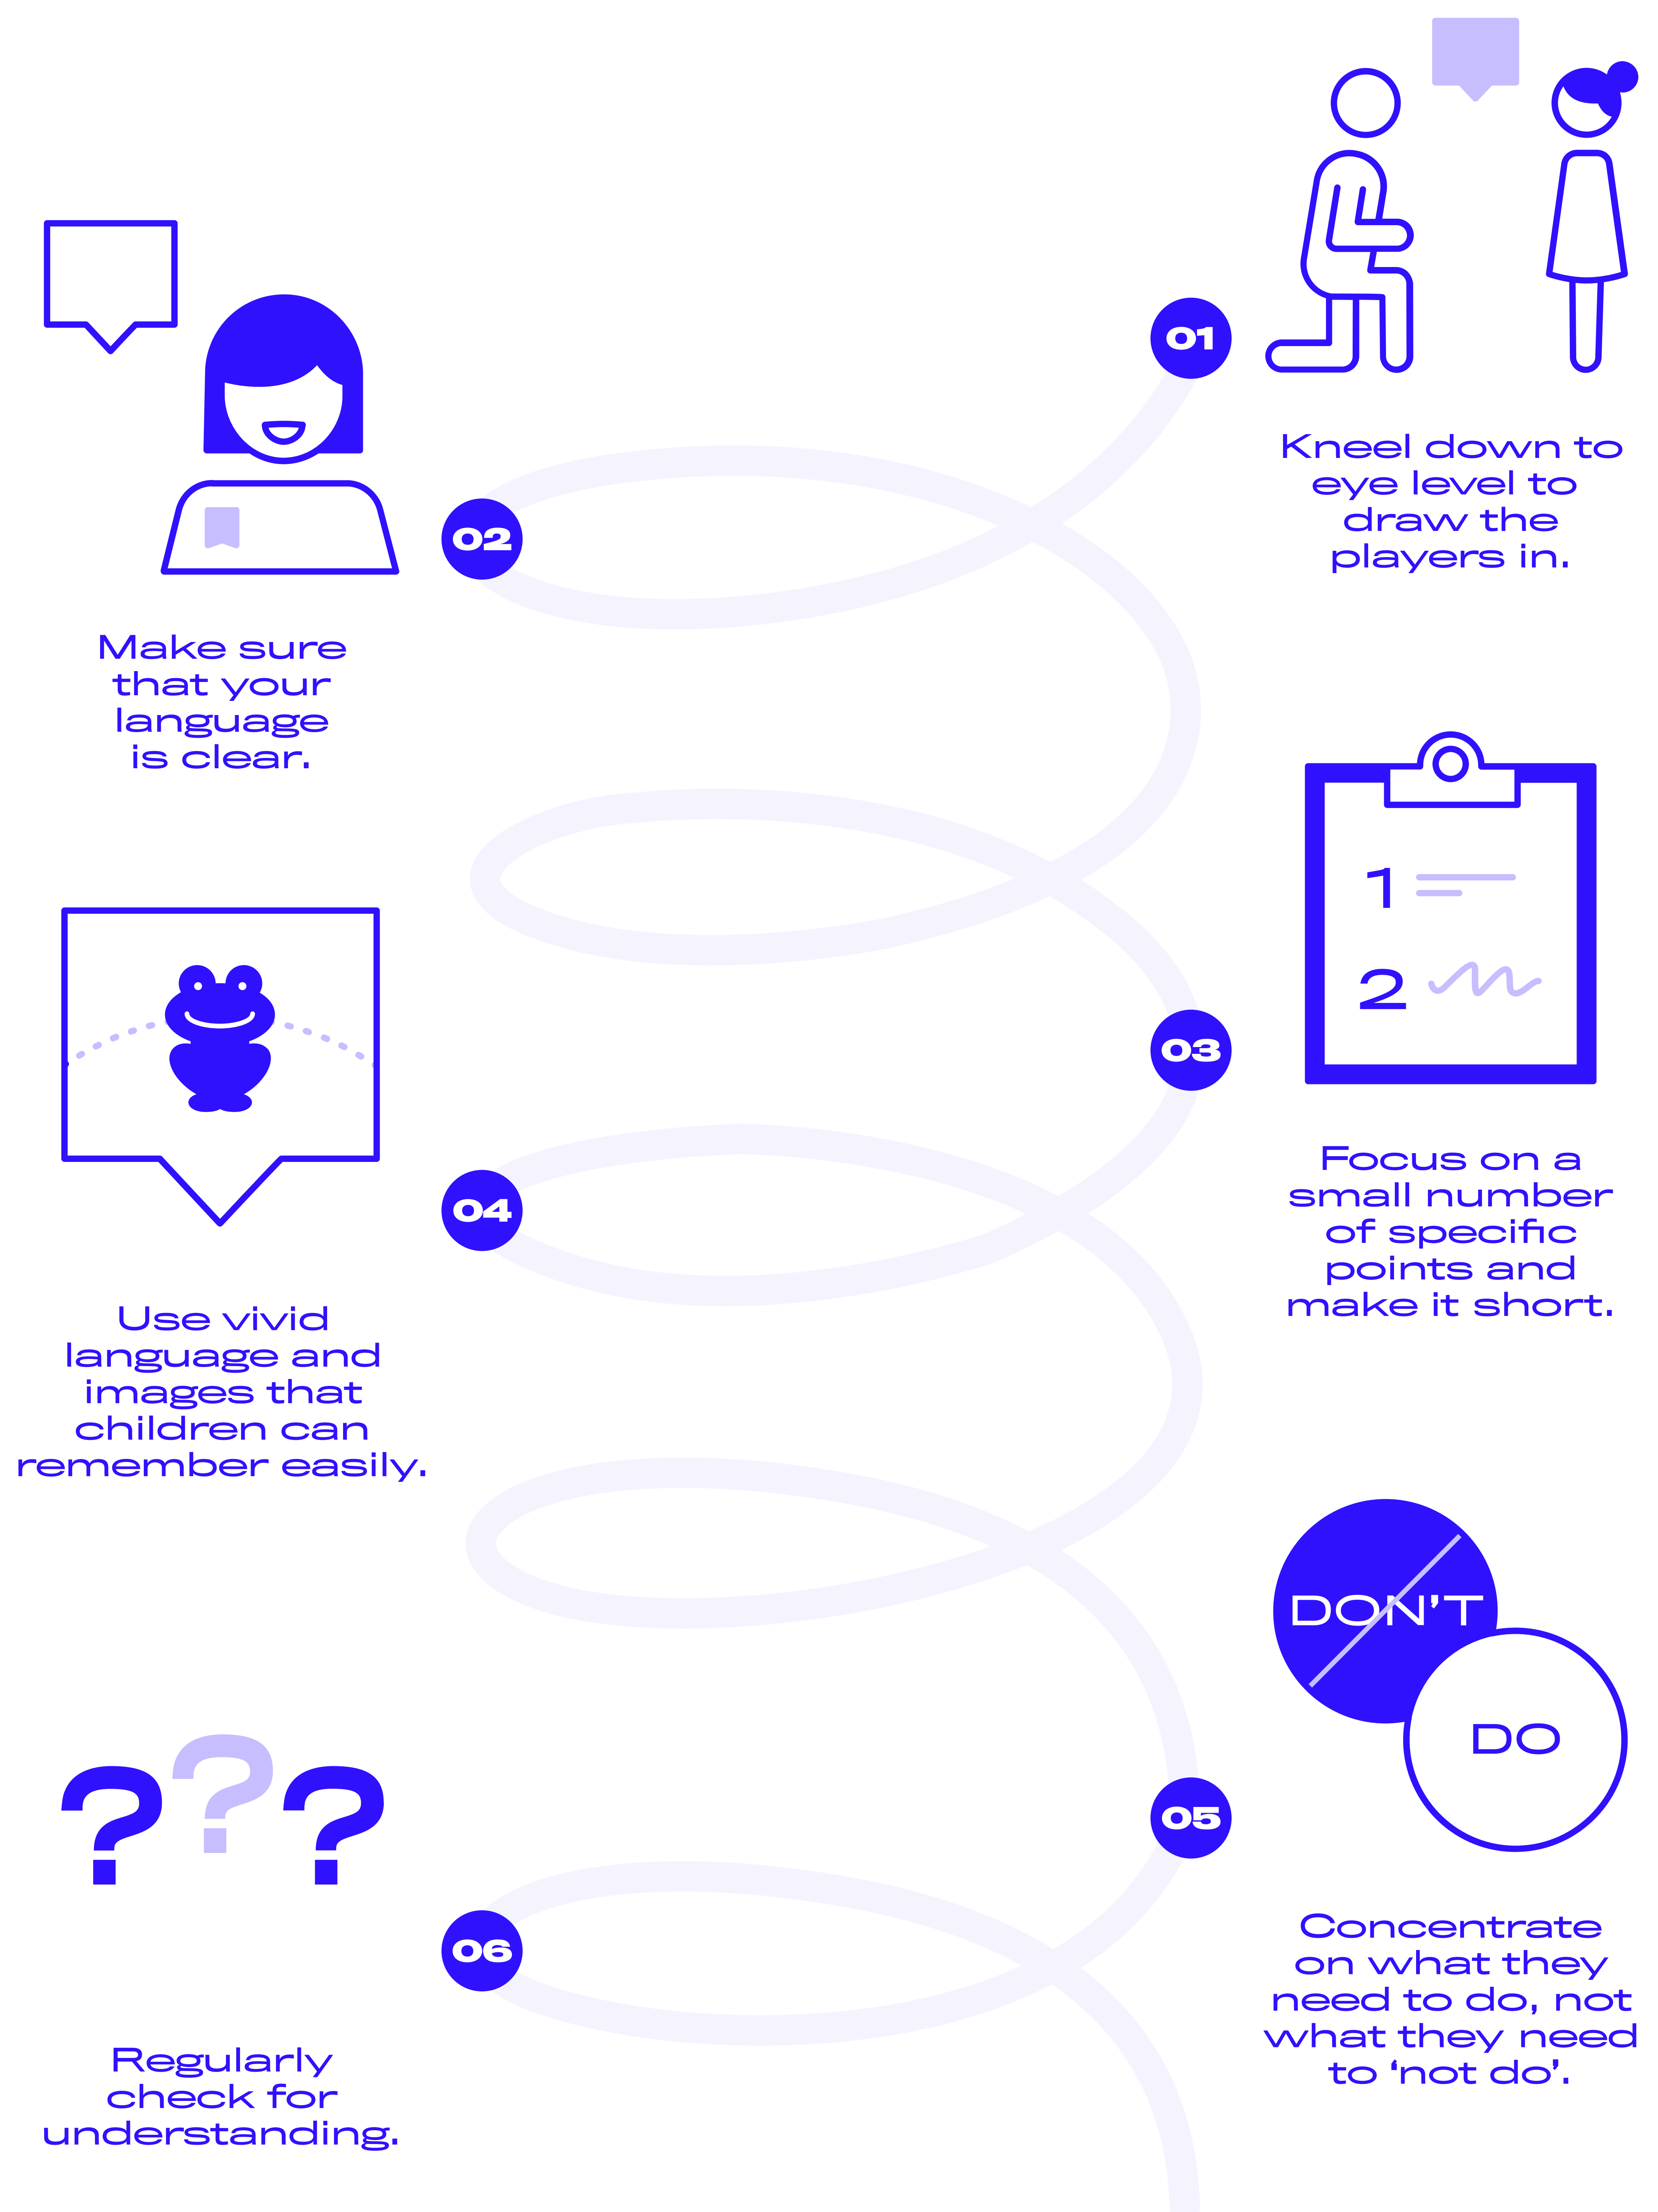 01
Kneel down to
eye level to
draw the
players in.
02
Make sure
that your
language
is clear.
03
1
2
Focus on a
small number
of specific
points and
make it short.
04
Use vivid
language and
images that
children can
remember easily.
05
DON’T
DO
Concentrate
on what they
need to do, not
what they need
to ‘not do’.
06
? ? ?
Regularly
check for
understanding.